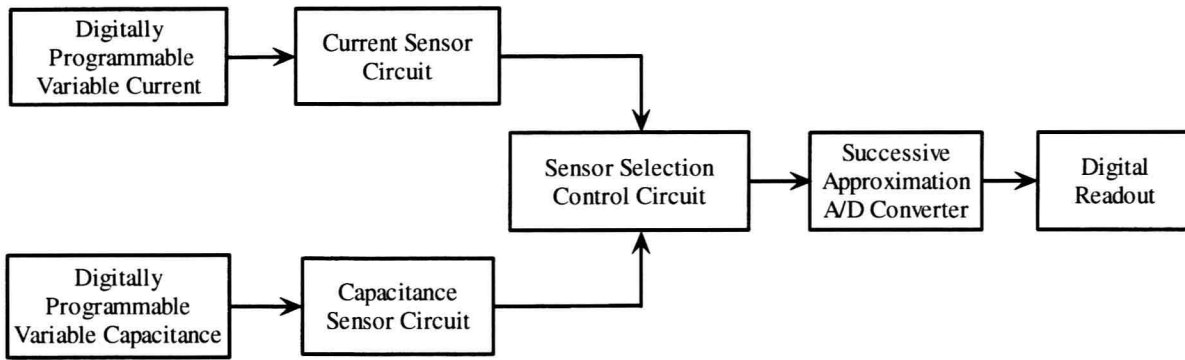 Digitally
Programmable
Variable Current
Current Sensor
Circuit
Sensor Selection
Control Circuit
Successive
Approximation
A/D Converter
Digital
Readout
Digitally
Programmable
Variable Capacitance
Capacitance
Sensor Circuit